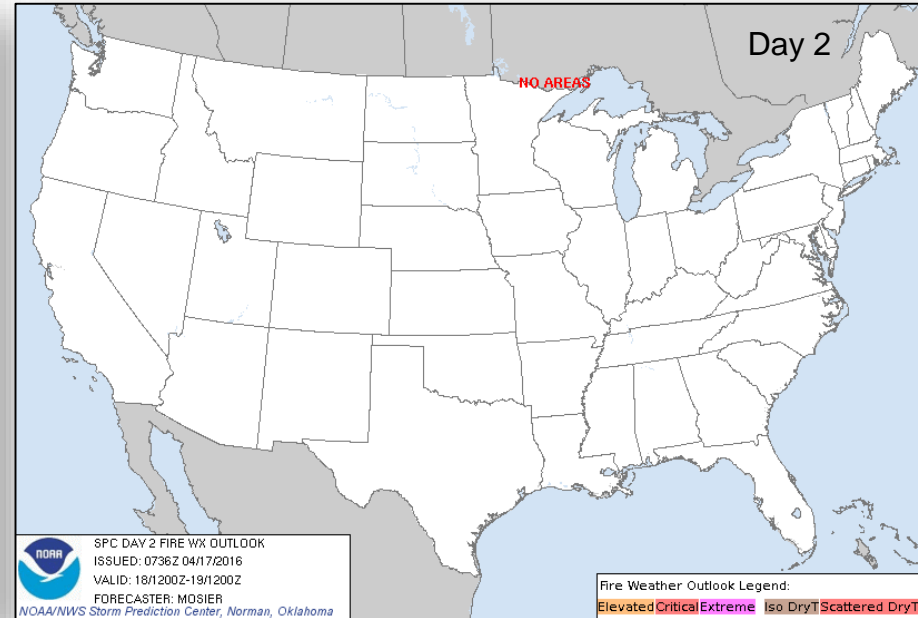 Day 2
NO AREAS
NOAA
SPC DAY 2 FIRE WX OUTLOOK
ISSUED: 0736Z 04/17/2016
VALID: 18/1200Z-19/1200Z
FORECASTER: MOSIER
NOAA/NWS Storm Prediction Center, Norman, Oklahoma
Fire Weather Outlook Legend:
Elevated Critical Extreme Iso DryT Scattered DryT